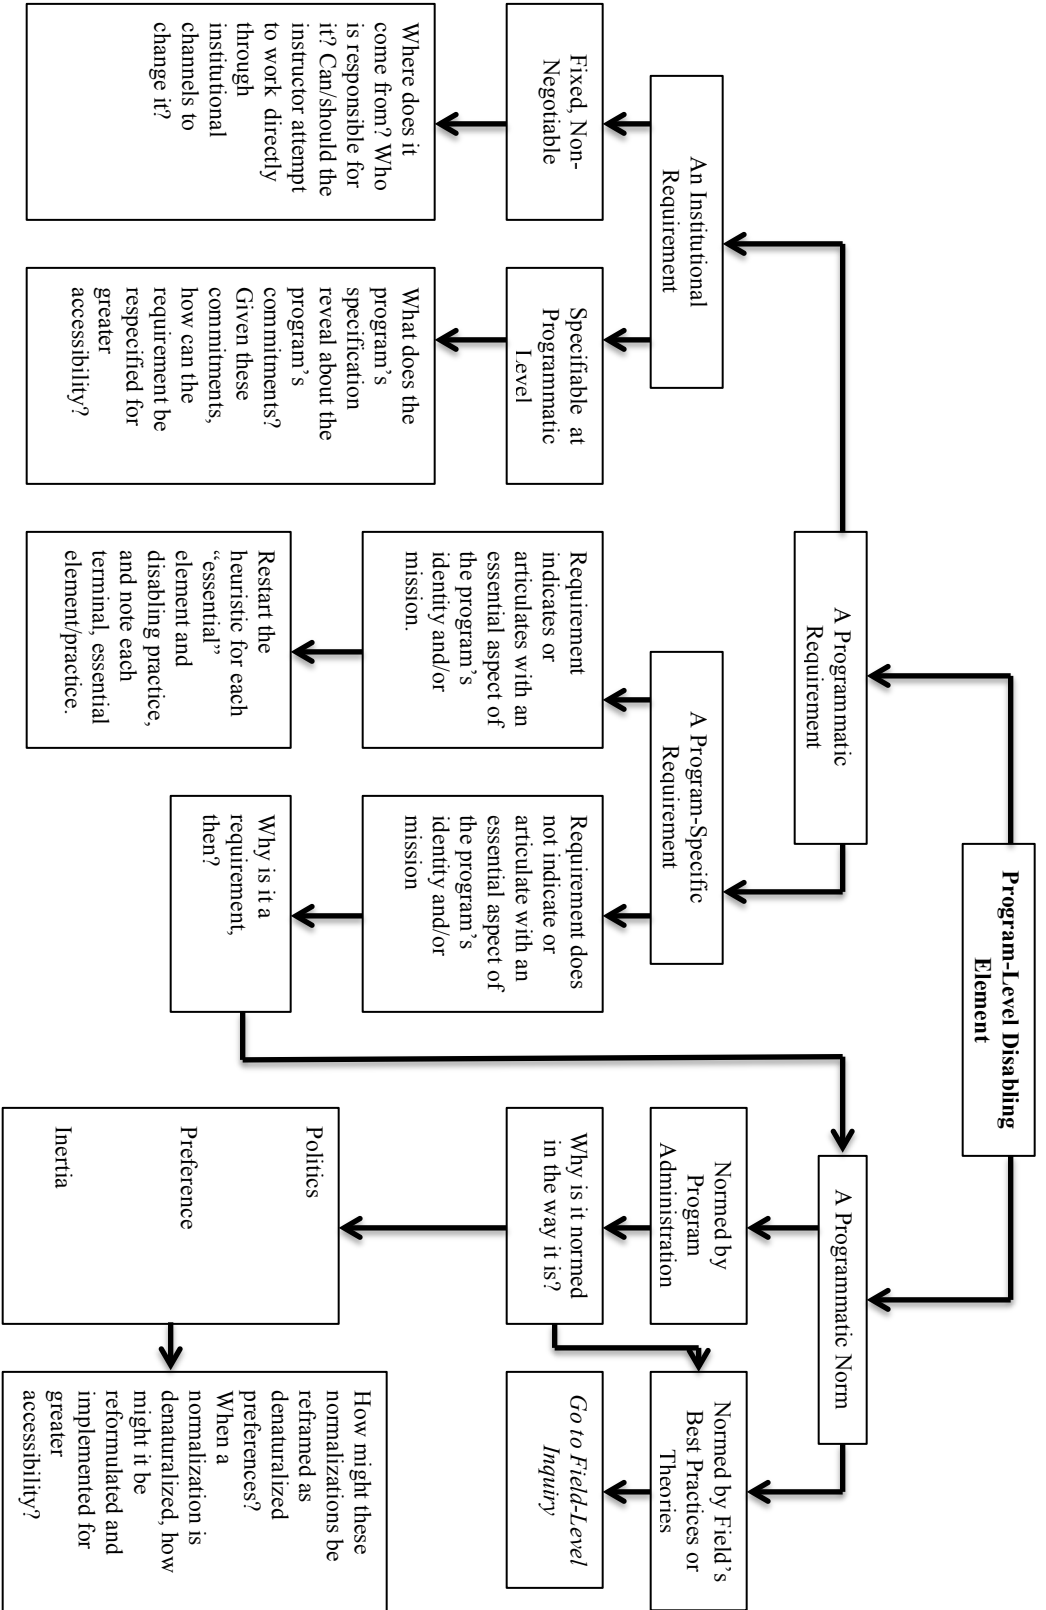 Program-Level Disabling
Element
A Programmatic
Requirement
A Programmatic Norm
An Institutional
Requirement
A Program-Specific
Requirement
Normed by
Program
Administration
Normed by Field’s
Best Practices or
Theories
Fixed, Non-
Negotiable
Specifiable at
Programmatic
Level
Requirement
indicates or
articulates with an
essential aspect of
the program’s
identity and/or
mission.
Requirement does
not indicate or
articulate with an
essential aspect of
the program’s
identity and/or
mission
Why is it normed
in the way it is?
Go to Field-Level
Inquiry
Where does it
come from? Who
is responsible for
it? Can/should the
instructor attempt
to work directly
through
institutional
channels to
change it?
What does the
program’s
specification
reveal about the
program’s
commitments?
Given these
commitments,
how can the
requirement be
respecified for
greater
accessibility?
Restart the
heuristic for each
“essential”
element and
disabling practice,
and note each
terminal, essential
element/practice.
Why is it a
requirement,
then?
Politics
Preference
Inertia
How might these
normalizations be
reframed as
denaturalized
preferences?
When a
normalization is
denaturalized, how
might it be
reformulated and
implemented for
greater
accessibility?